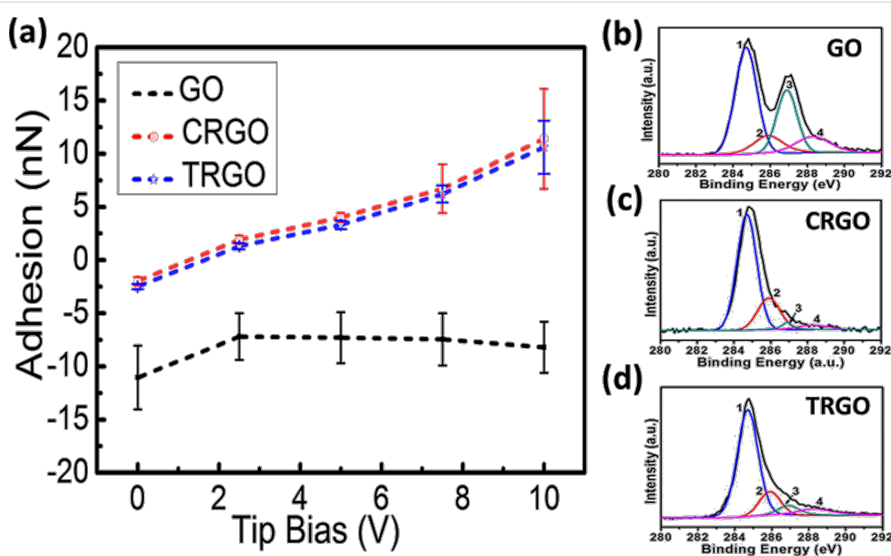 (a)
Adhesion (nN)
20
15
10
5
0
-5
-10
-15
-20
GO
CRGO
TRGO
0 2 4 6 8 10
Tip Bias (V)
(b)
GO
Intensity (a.u.)
1
2
3
4
280 282 284 286 288 290 292
Binding Energy (eV)
(c)
CRGO
Intensity (a.u.)
1
2
3
4
280 282 284 286 288 290 292
Binding Energy (a.u.)
(d)
TRGO
Intensity (a.u.)
1
2
3
4
280 282 284 286 288 290 292
Binding Energy (eV)